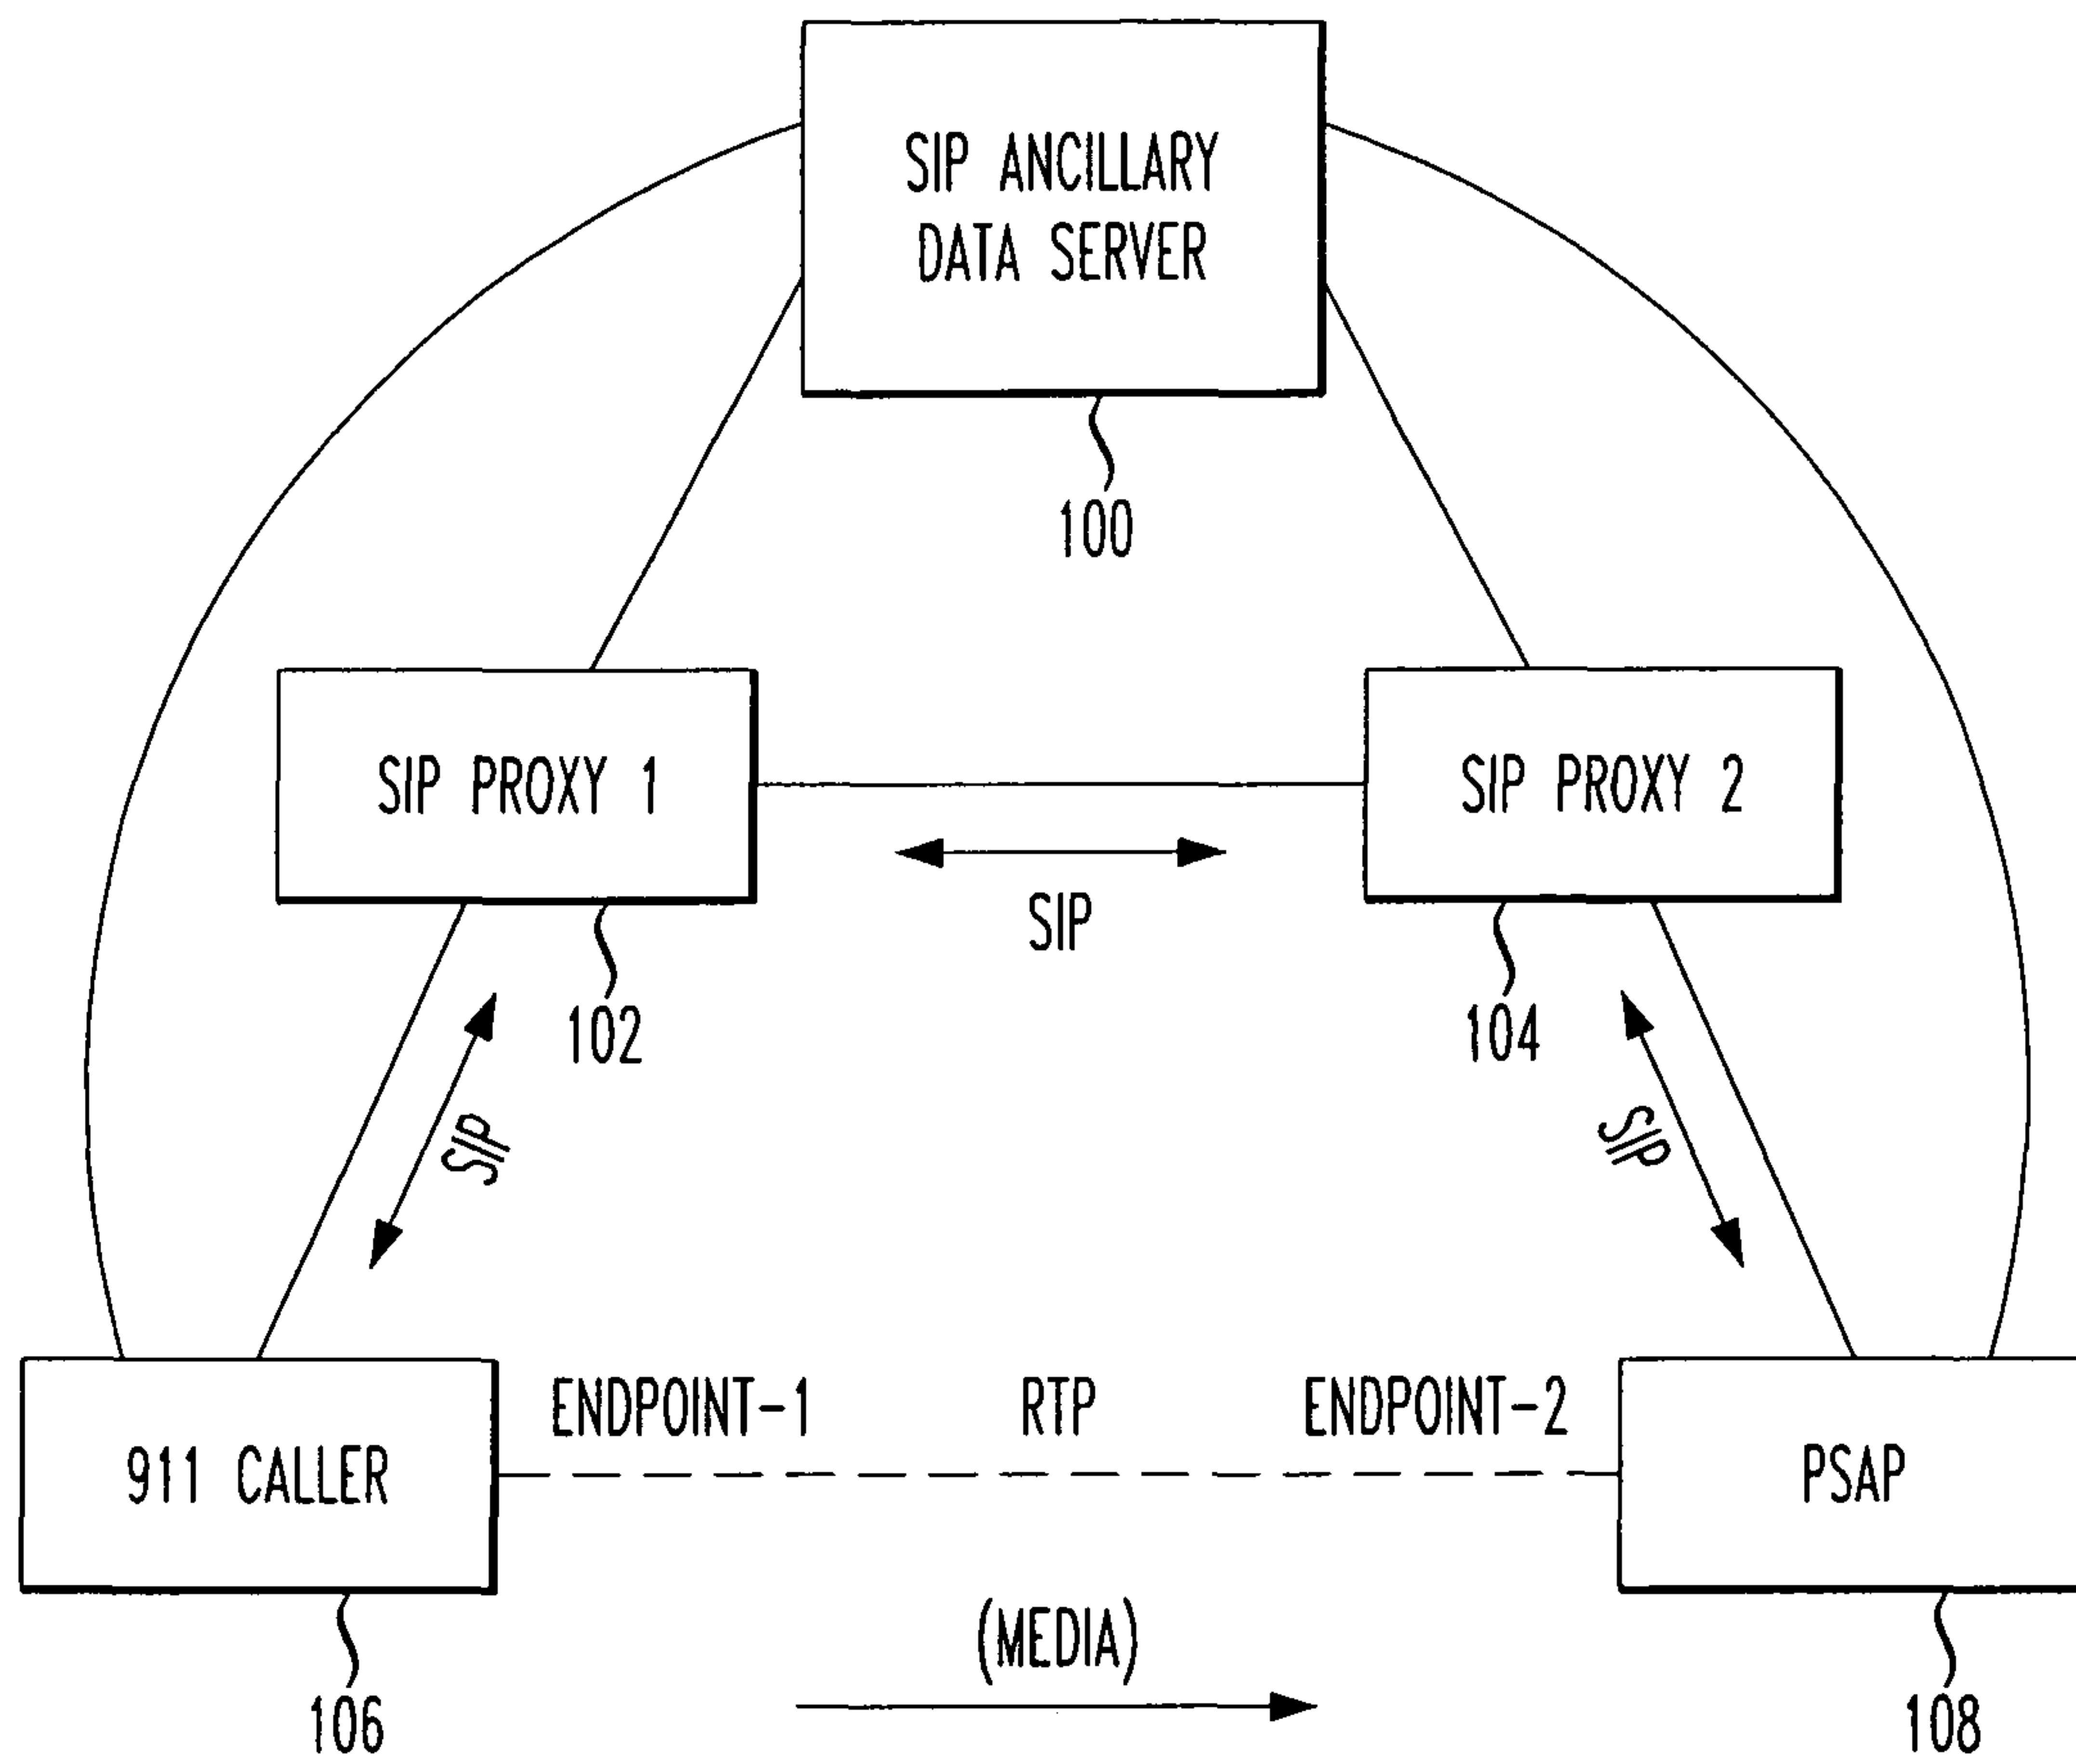 SIP ANCILLARY
DATA SERVER
100
SIP PROXY 1
SIP PROXY 2
SIP
102
104
SIP
SIP
ENDPOINT-1
RTP
ENDPOINT-2
911 CALLER
PSAP
(MEDIA)
106
108